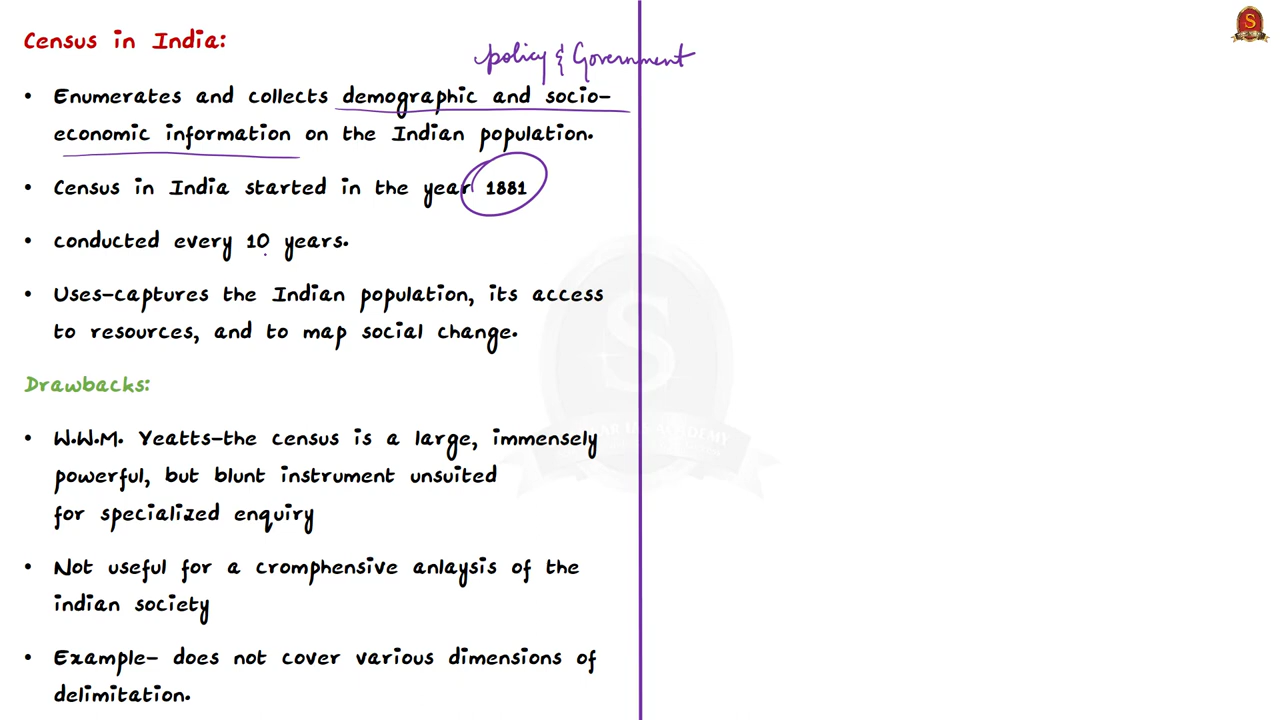 Census in India:
policy & Government
• Enumerates and collects demographic and socio-
economic information on the Indian population.
• Census in India started in the year 1881
• conducted every 10 years.
• Uses-captures the Indian population, its access
to resources, and to map social change.
Drawbacks:
• W.W.M. Yeatts-the census is a large, immensely
powerful, but blunt instrument unsuited
for specialized enquiry
• Not useful for a cromphensive anlaysis of the
indian society
• Example- does not cover various dimensions of
delimitation.
S
ACADEMY